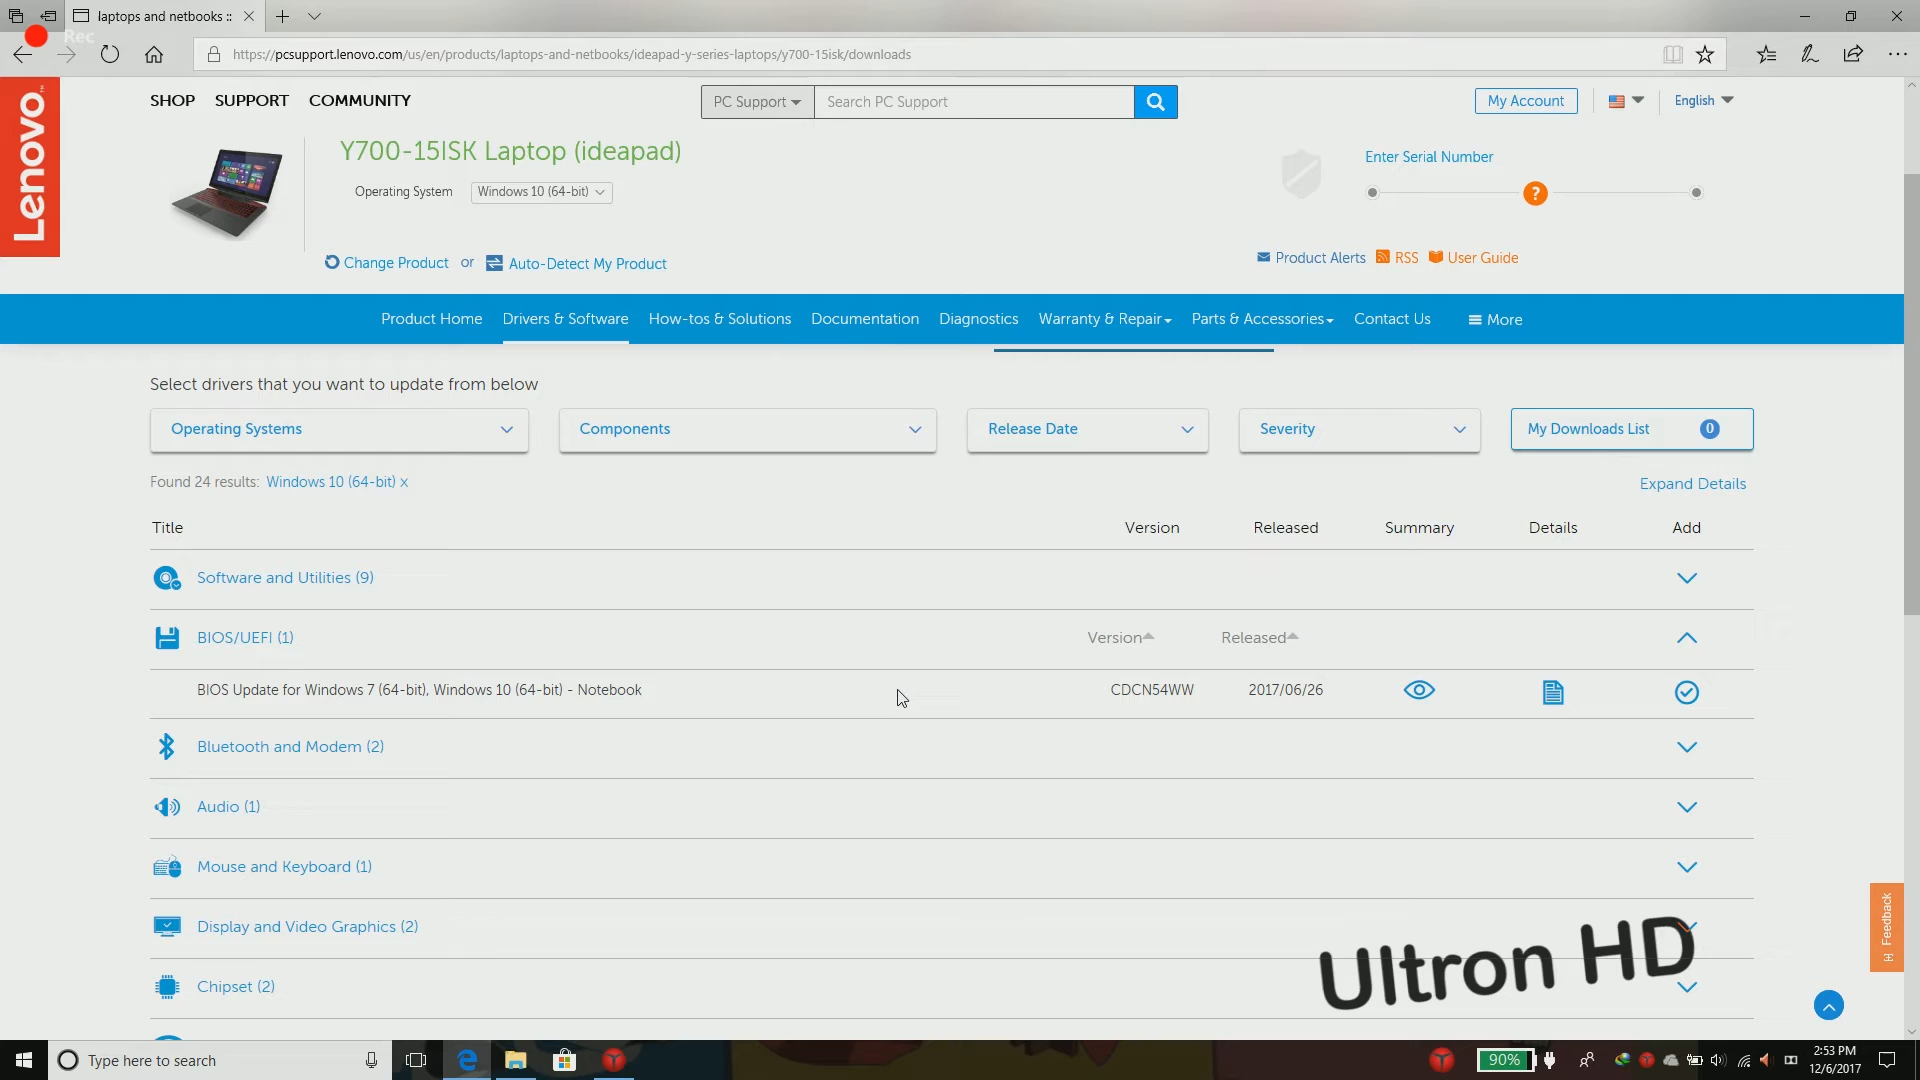 laptops and netbooks ::
Rec
https://pcsupport.lenovo.com/us/en/products/laptops-and-netbooks/ideapad-y-series-laptops/y700-15isk/downloads
Lenovo
SHOP SUPPORT COMMUNITY
PC Support
Search PC Support
My Account
English
Y700-15ISK Laptop (ideapad)
Operating System Windows 10 (64-bit)
Enter Serial Number
?
Change Product or Auto-Detect My Product
Product Alerts RSS User Guide
Product Home Drivers & Software How-tos & Solutions Documentation Diagnostics Warranty & Repair Parts & Accessories Contact Us More
Select drivers that you want to update from below
Operating Systems Components Release Date Severity My Downloads List 0
Found 24 results: Windows 10 (64-bit) x
Expand Details
Title Version Released Summary Details Add
Software and Utilities (9)
BIOS/UEFI (1) Version Released
BIOS Update for Windows 7 (64-bit), Windows 10 (64-bit) - Notebook CDCN54WW 2017/06/26
Bluetooth and Modem (2)
Audio (1)
Mouse and Keyboard (1)
Display and Video Graphics (2)
Chipset (2)
Feedback
Ultron HD
Type here to search
90%
2:53 PM
12/6/2017